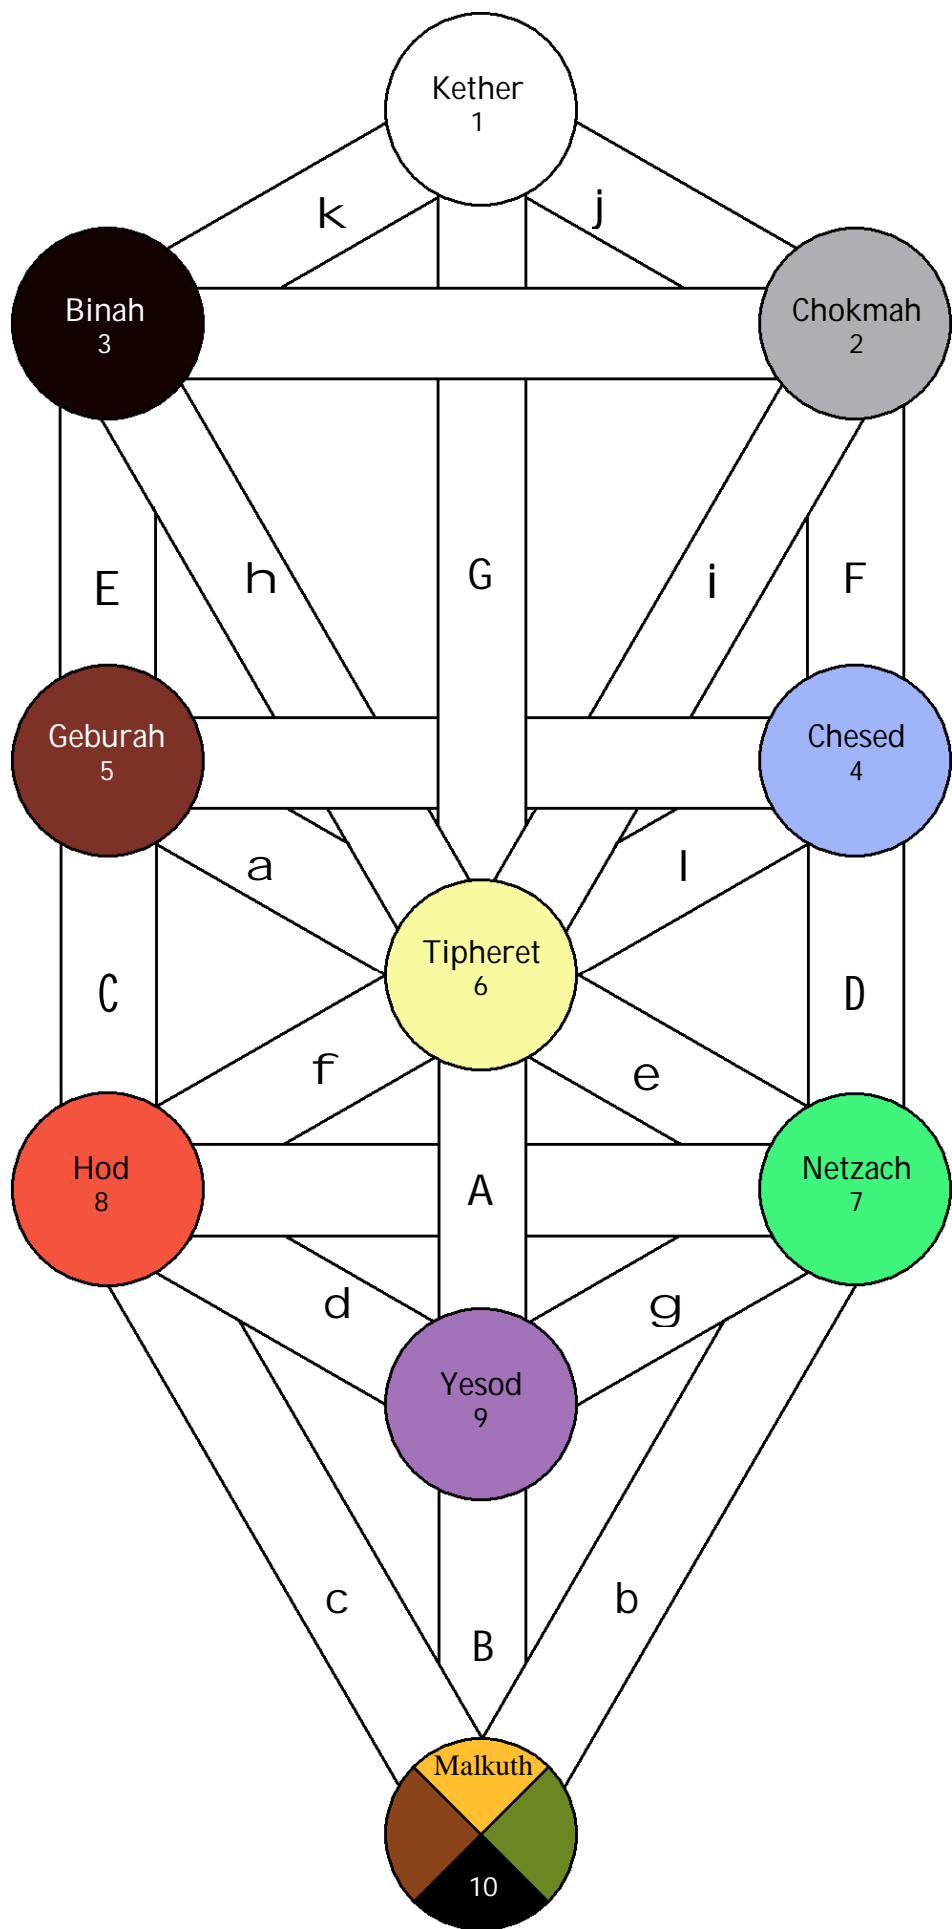 Kether
1
k
j
Binah
3
Chokmah
2
E
h
G
i
F
Geburah
5
Chesed
4
a
l
Tipheret
6
C
D
f
e
Hod
8
A
Netzach
7
d
g
Yesod
9
c
b
B
Malkuth
10